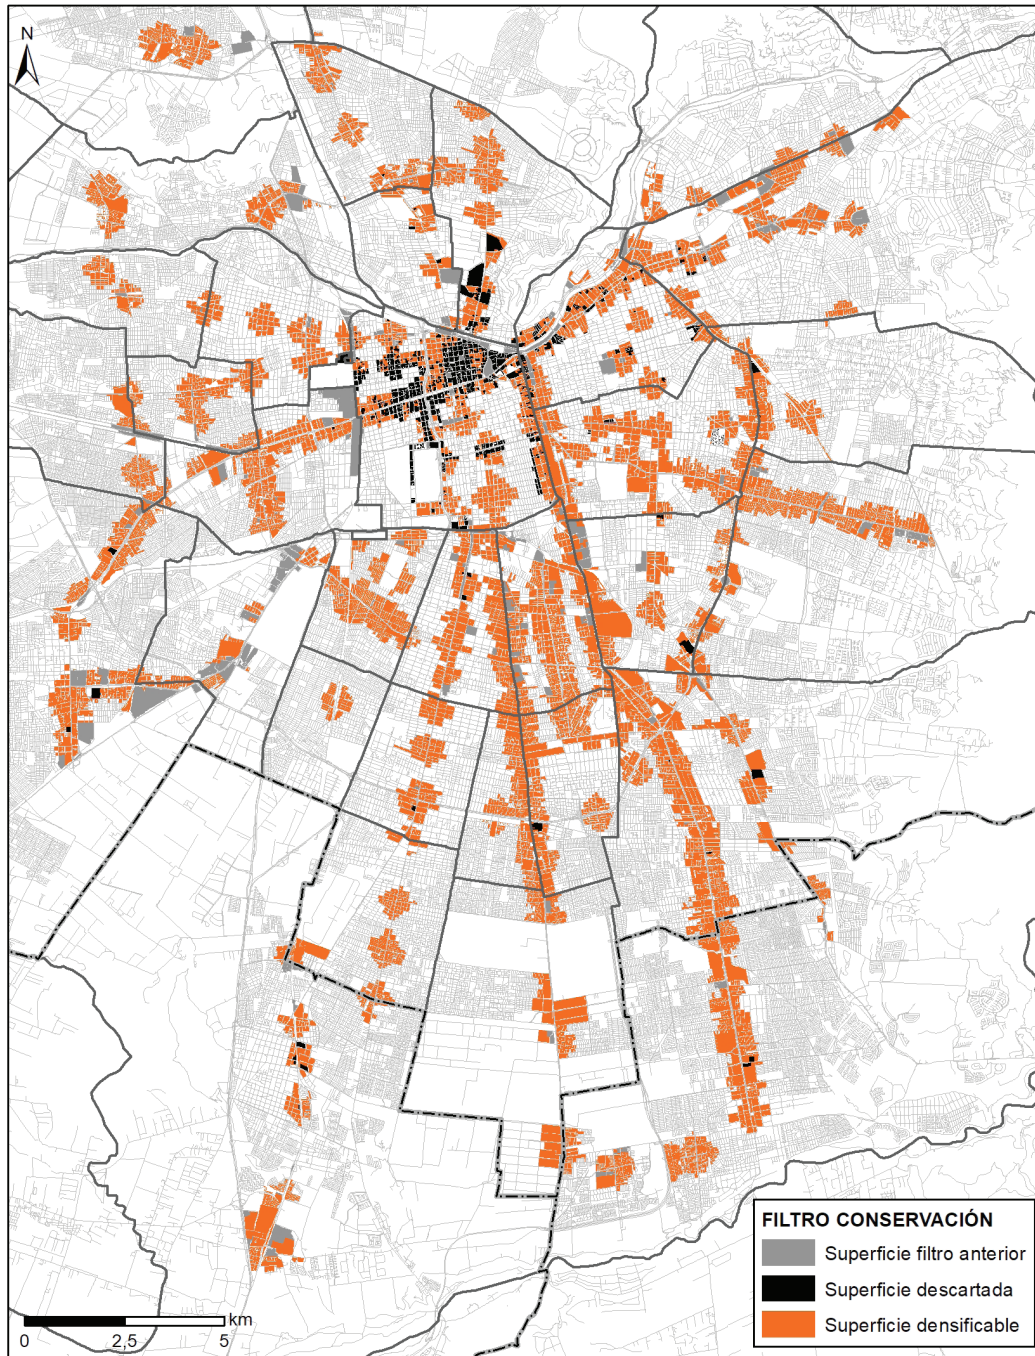 N
FILTRO CONSERVACIÓN
Superficie filtro anterior
Superficie descartada
Superficie densificable
km
0 2,5 5